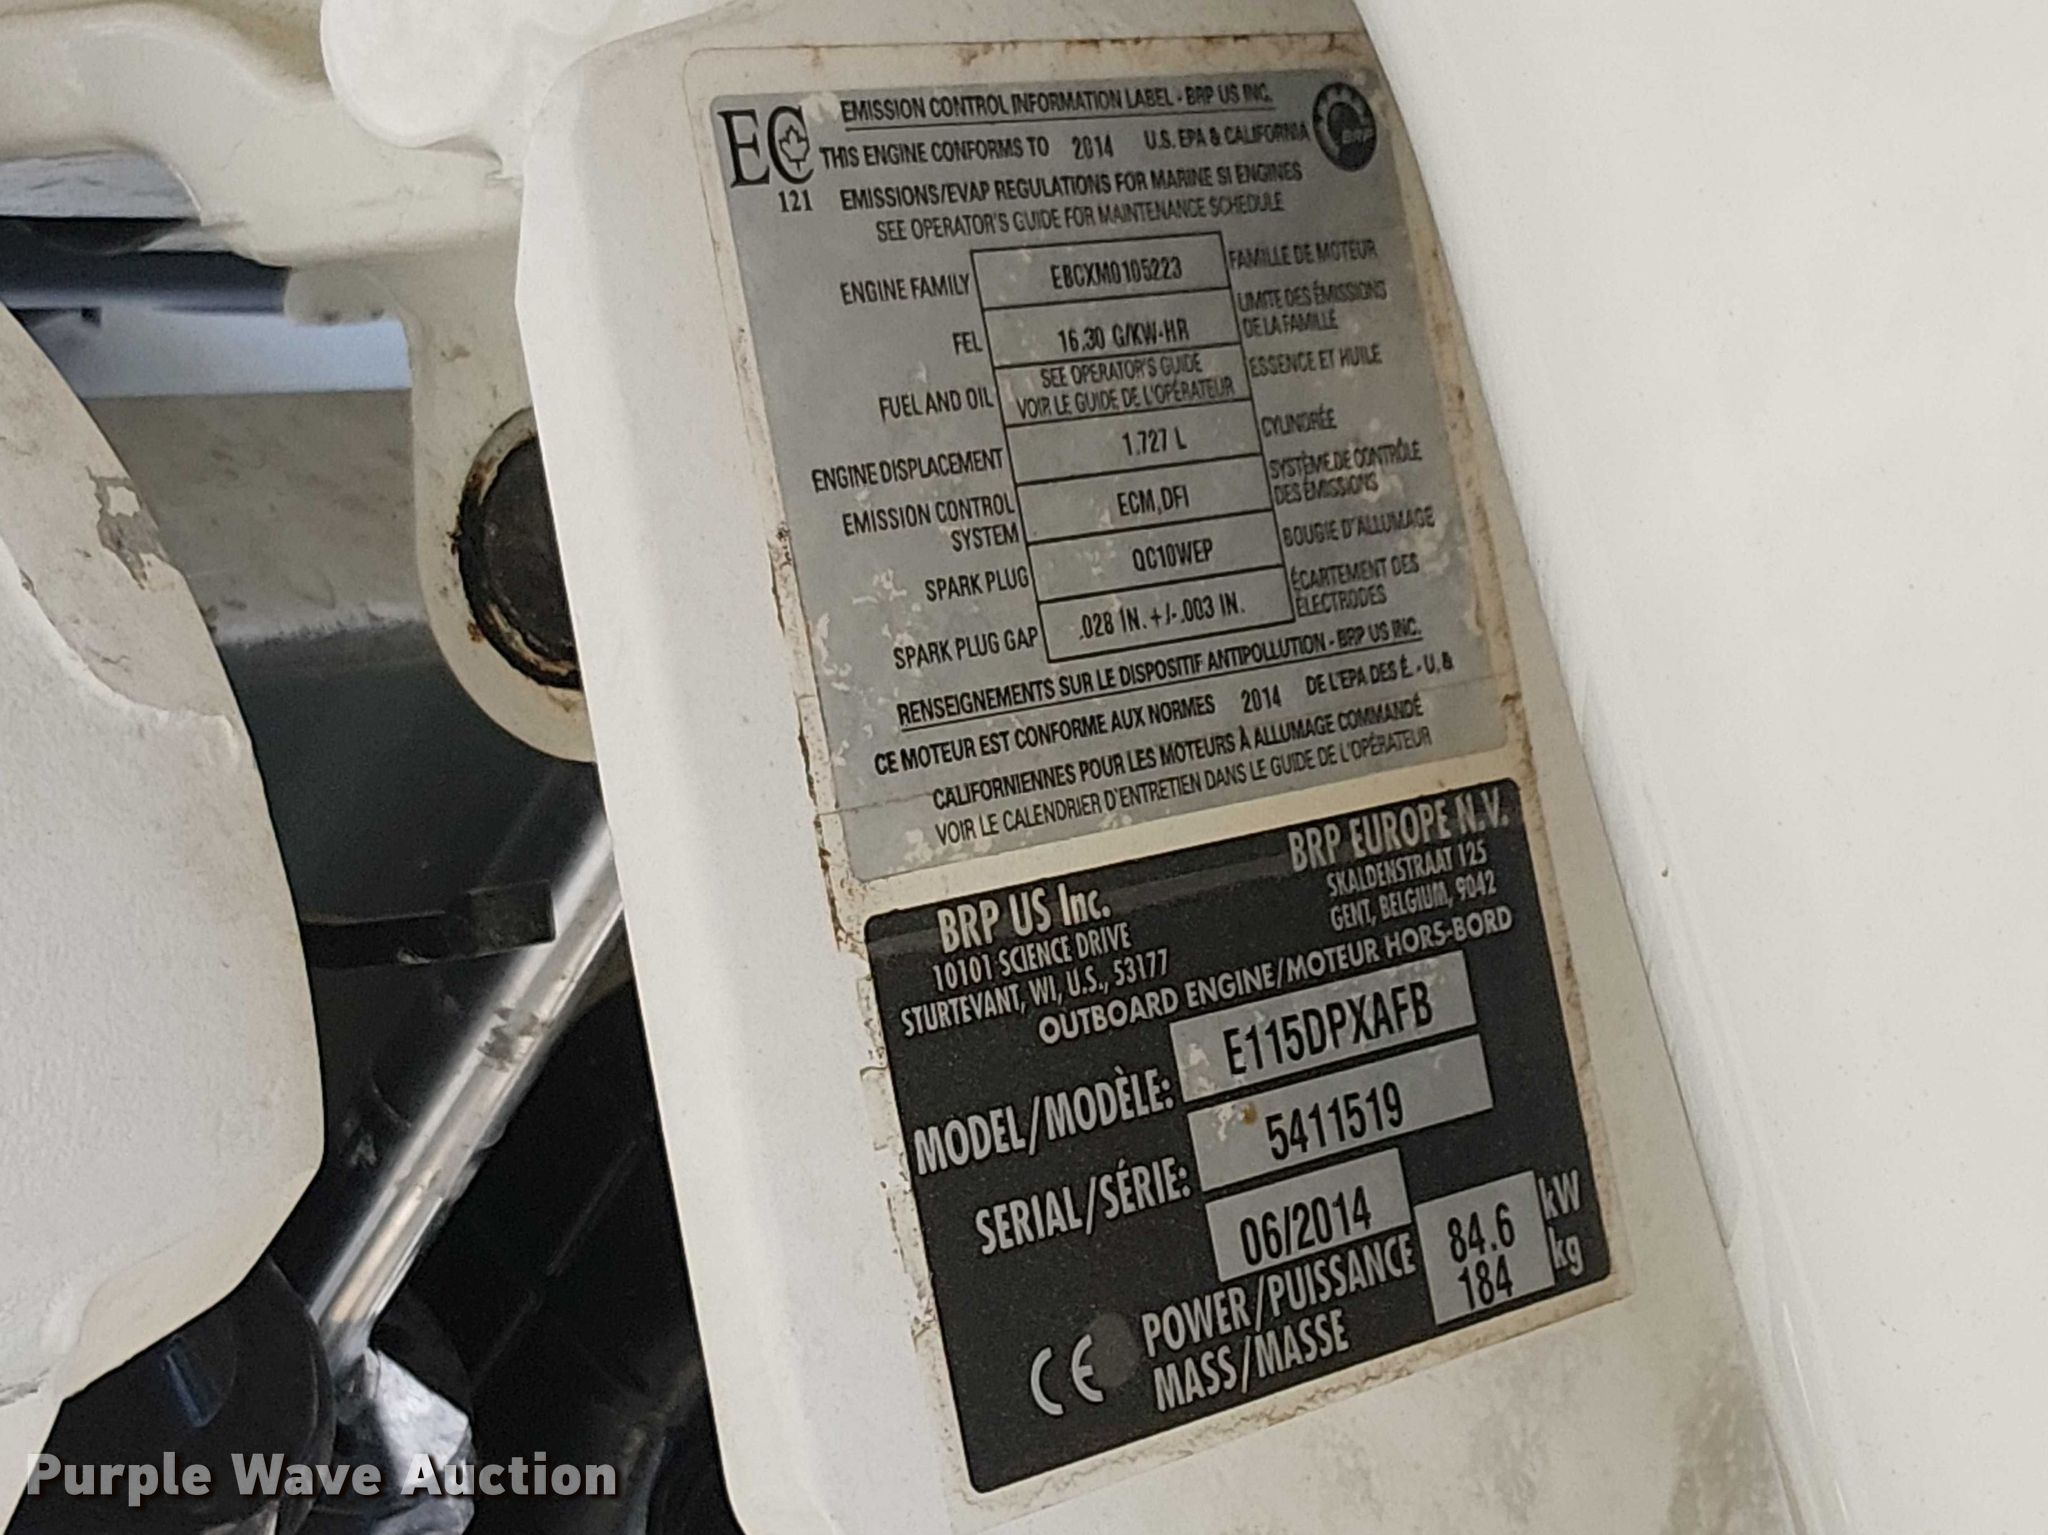 EC
121
EMISSION CONTROL INFORMATION LABEL - BRP US INC.
THIS ENGINE CONFORMS TO 2014 U.S. EPA & CALIFORNIA
EMISSIONS/EVAP REGULATIONS FOR MARINE SI ENGINES
SEE OPERATOR'S GUIDE FOR MAINTENANCE SCHEDULE
BRP
ENGINE FAMILY EBCXM0105223 FAMILLE DE MOTEUR
FEL 16.30 G/KW-HR LIMITE DES ÉMISSIONS
DE LA FAMILLE
FUEL AND OIL SEE OPERATOR'S GUIDE ESSENCE ET HUILE
VOIR LE GUIDE DE L'OPÉRATEUR
ENGINE DISPLACEMENT 1.727 L CYLINDRÉE
EMISSION CONTROL
SYSTEM ECM,DFI SYSTÈME DE CONTRÔLE
DES ÉMISSIONS
SPARK PLUG QC10WEP BOUGIE D'ALLUMAGE
SPARK PLUG GAP .028 IN. +/- .003 IN. ÉCARTEMENT DES
ÉLECTRODES
RENSEIGNEMENTS SUR LE DISPOSITIF ANTIPOLLUTION - BRP US INC.
CE MOTEUR EST CONFORME AUX NORMES 2014 DE L'EPA DES É.- U. &
CALIFORNIENNES POUR LES MOTEURS À ALLUMAGE COMMANDÉ
VOIR LE CALENDRIER D'ENTRETIEN DANS LE GUIDE DE L'OPÉRATEUR
BRP US Inc.
10101 SCIENCE DRIVE
STURTEVANT, WI, U.S., 53177
BRP EUROPE N.V.
SKALDENSTRAAT 125
GENT, BELGIUM, 9042
OUTBOARD ENGINE/MOTEUR HORS-BORD
MODEL/MODÈLE: E115DPXAFB
SERIAL/SÉRIE: 5411519
06/2014
POWER/PUISSANCE 84.6 kW
MASS/MASSE 184 kg
CE
Purple Wave Auction